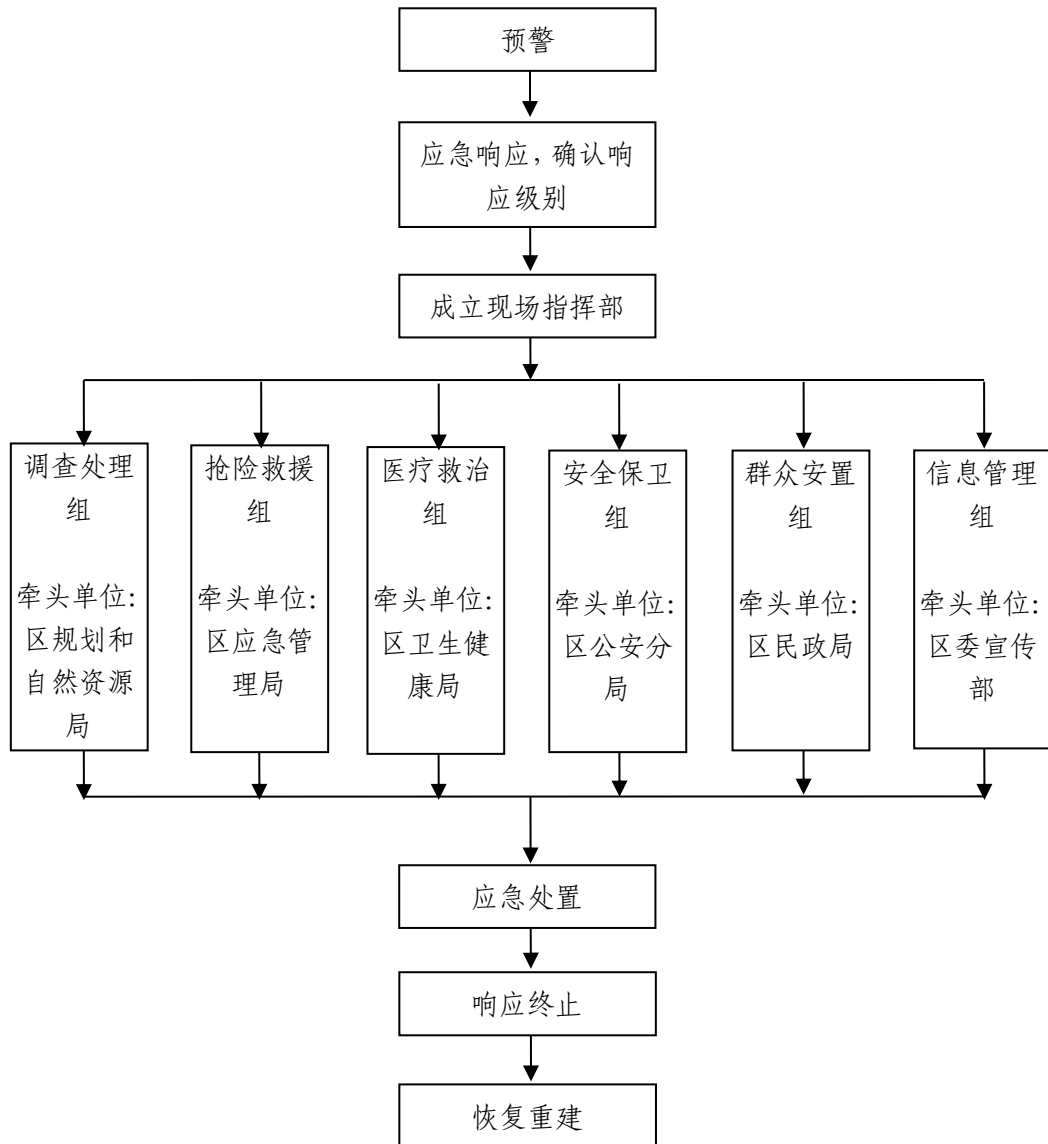 预警
应急响应,确认响
应级别
成立现场指挥部
调查处理
组
牵头单位:
区规划和
自然资源
局
抢险救援
组
牵头单位:
区应急管
理局
医疗救治
组
牵头单位:
区卫生健
康局
安全保卫
组
牵头单位:
区公安分
局
群众安置
组
牵头单位:
区民政局
信息管理
组
牵头单位:
区委宣传
部
应急处置
响应终止
恢复重建